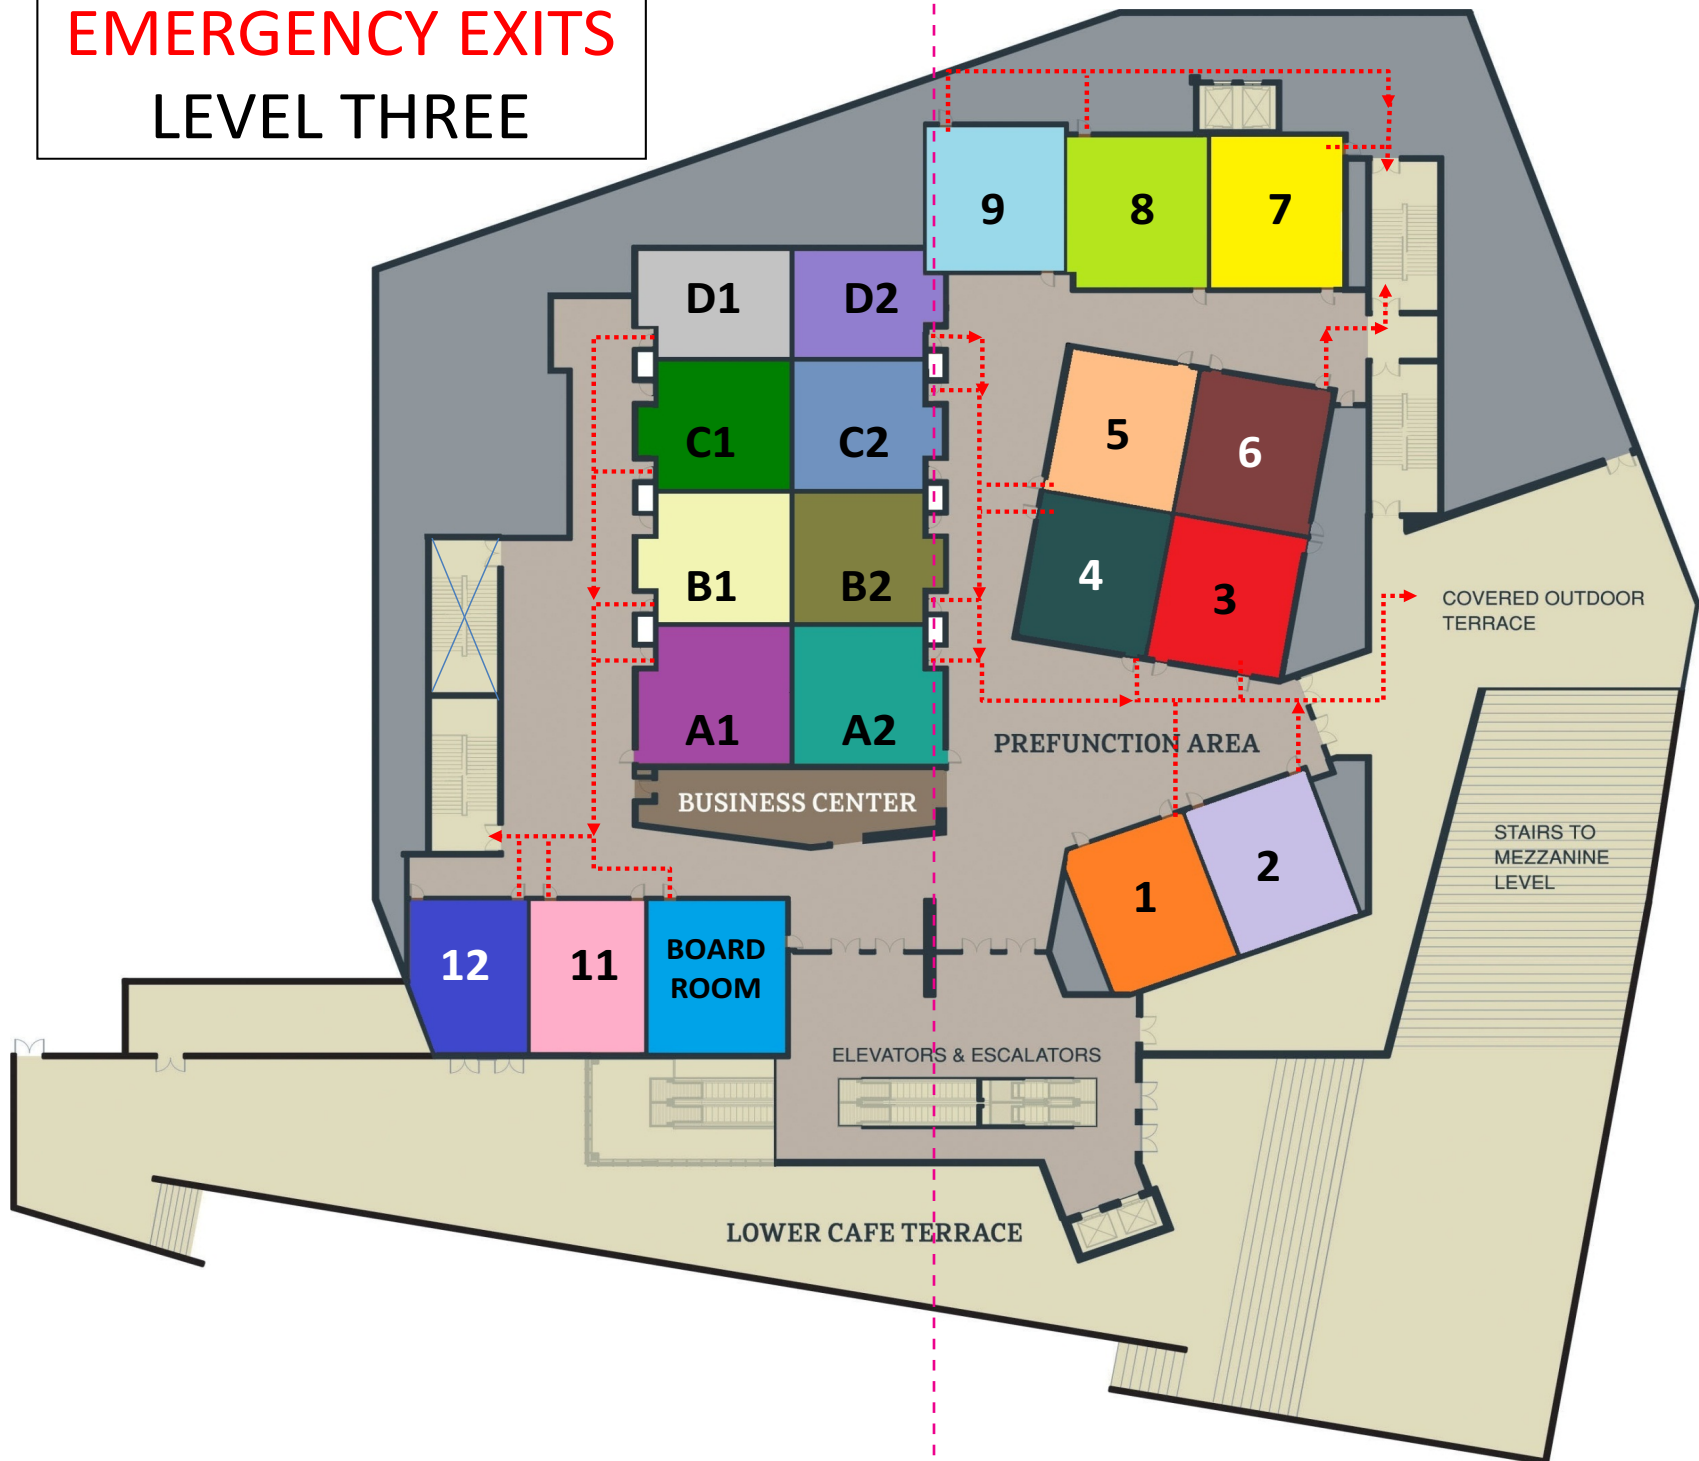 EMERGENCY EXITS
LEVEL THREE
9
8
7
D1
D2
C1
C2
5
6
B1
B2
4
3
COVERED OUTDOOR
TERRACE
A1
A2
PREFUNCTION AREA
BUSINESS CENTER
STAIRS TO
MEZZANINE
LEVEL
1
2
12
11
BOARD
ROOM
ELEVATORS & ESCALATORS
LOWER CAFE TERRACE